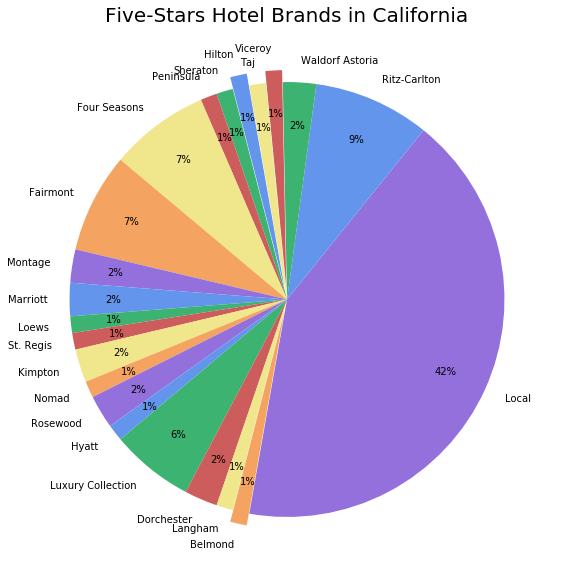 Five-Stars Hotel Brands in California
Viceroy
Hilton
Taj
Waldorf Astoria
Sheraton
Peninsula
Ritz-Carlton
Four Seasons
Fairmont
Montage
Marriott
Loews
St. Regis
Kimpton
Nomad
Rosewood
Hyatt
Luxury Collection
Dorchester
Langham
Belmond
Local
1%
1%
1%
1%
1%
2%
9%
7%
7%
2%
2%
1%
1%
2%
1%
2%
1%
6%
2%
1%
1%
42%